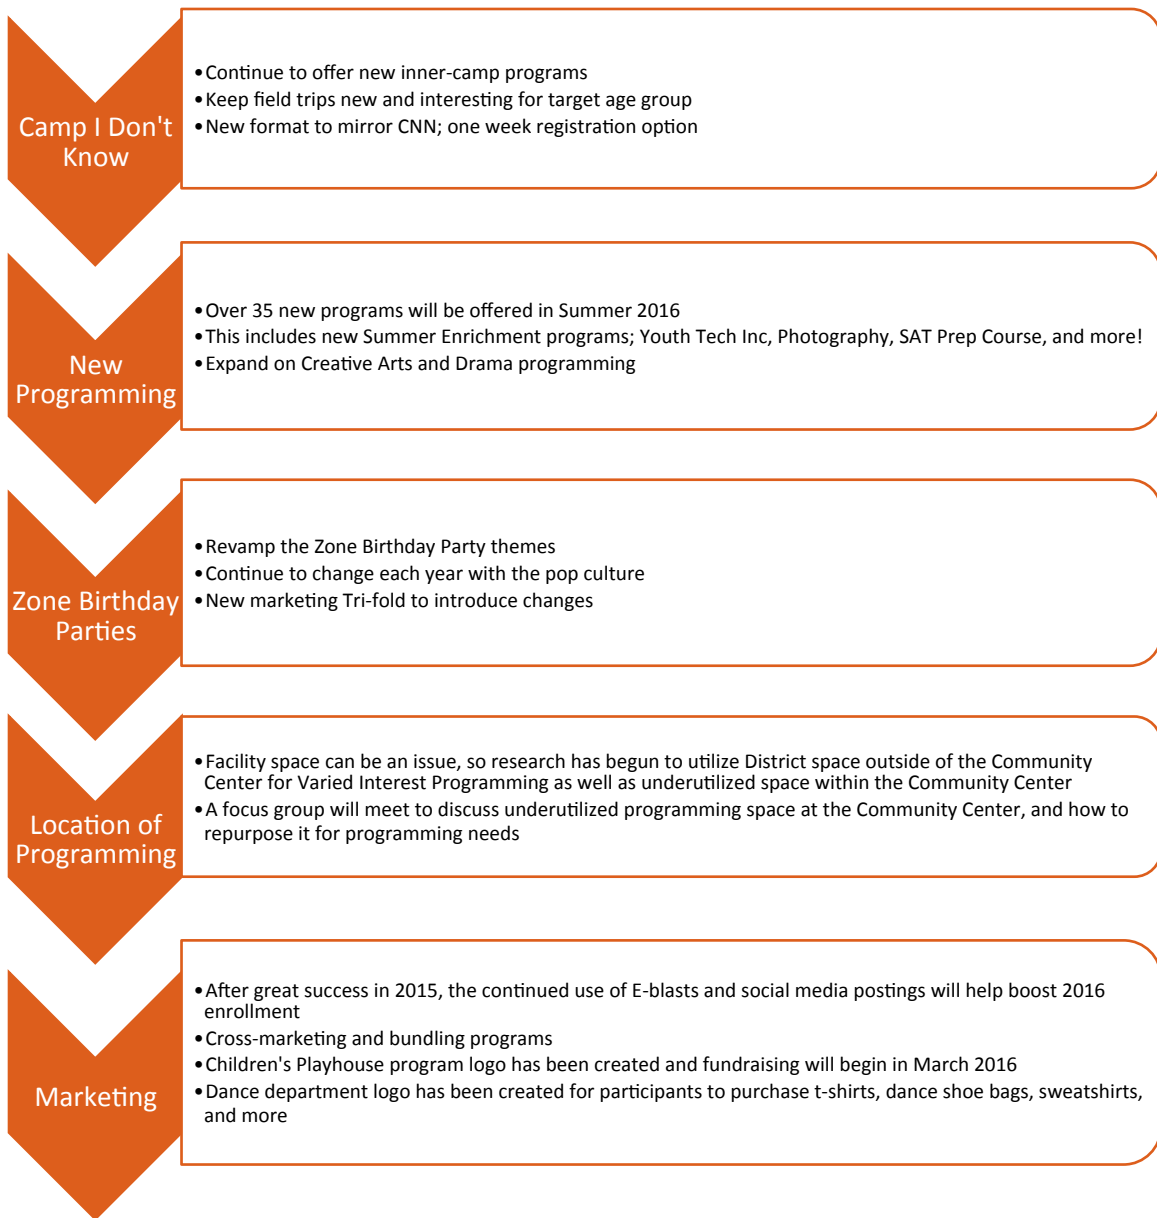 Camp I Don't
Know
•Continue to offer new inner-camp programs
•Keep field trips new and interesting for target age group
•New format to mirror CNN; one week registration option
New
Programming
•Over 35 new programs will be offered in Summer 2016
•This includes new Summer Enrichment programs; Youth Tech Inc, Photography, SAT Prep Course, and more!
•Expand on Creative Arts and Drama programming
Zone Birthday
Parties
•Revamp the Zone Birthday Party themes
•Continue to change each year with the pop culture
•New marketing Tri-fold to introduce changes
Location of
Programming
•Facility space can be an issue, so research has begun to utilize District space outside of the Community
Center for Varied Interest Programming as well as underutilized space within the Community Center
•A focus group will meet to discuss underutilized programming space at the Community Center, and how to
repurpose it for programming needs
Marketing
•After great success in 2015, the continued use of E-blasts and social media postings will help boost 2016
enrollment
•Cross-marketing and bundling programs
•Children's Playhouse program logo has been created and fundraising will begin in March 2016
•Dance department logo has been created for participants to purchase t-shirts, dance shoe bags, sweatshirts,
and more